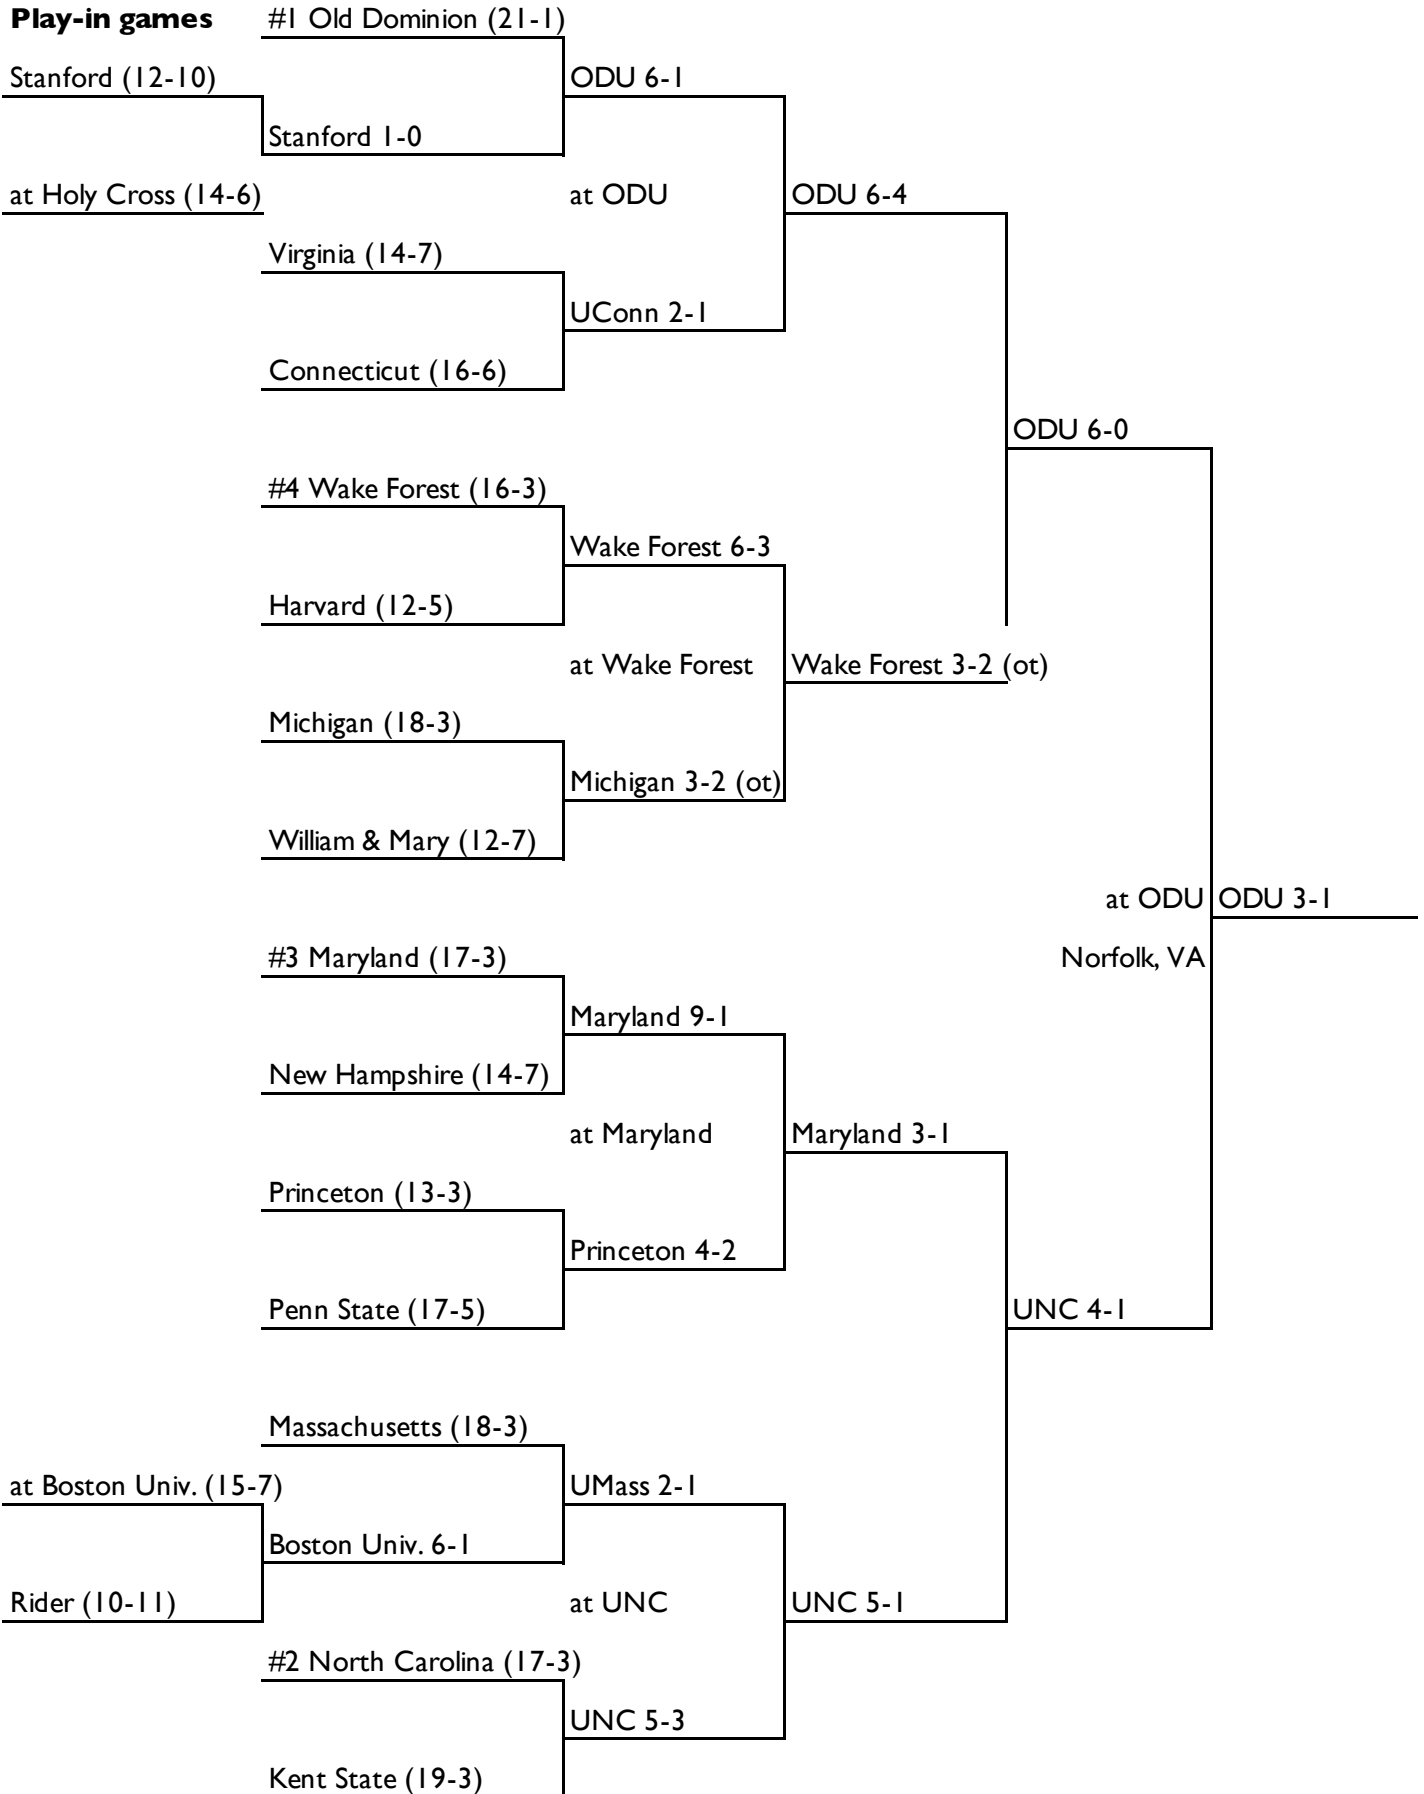 Play-in games
#1 Old Dominion (21-1)
Stanford (12-10)
ODU 6-1
Stanford 1-0
at Holy Cross (14-6)
at ODU
ODU 6-4
Virginia (14-7)
UConn 2-1
Connecticut (16-6)
ODU 6-0
#4 Wake Forest (16-3)
Wake Forest 6-3
Harvard (12-5)
at Wake Forest
Wake Forest 3-2 (ot)
Michigan (18-3)
Michigan 3-2 (ot)
William & Mary (12-7)
at ODU
ODU 3-1
#3 Maryland (17-3)
Norfolk, VA
Maryland 9-1
New Hampshire (14-7)
at Maryland
Maryland 3-1
Princeton (13-3)
Princeton 4-2
Penn State (17-5)
UNC 4-1
Massachusetts (18-3)
at Boston Univ. (15-7)
UMass 2-1
Boston Univ. 6-1
Rider (10-11)
at UNC
UNC 5-1
#2 North Carolina (17-3)
UNC 5-3
Kent State (19-3)